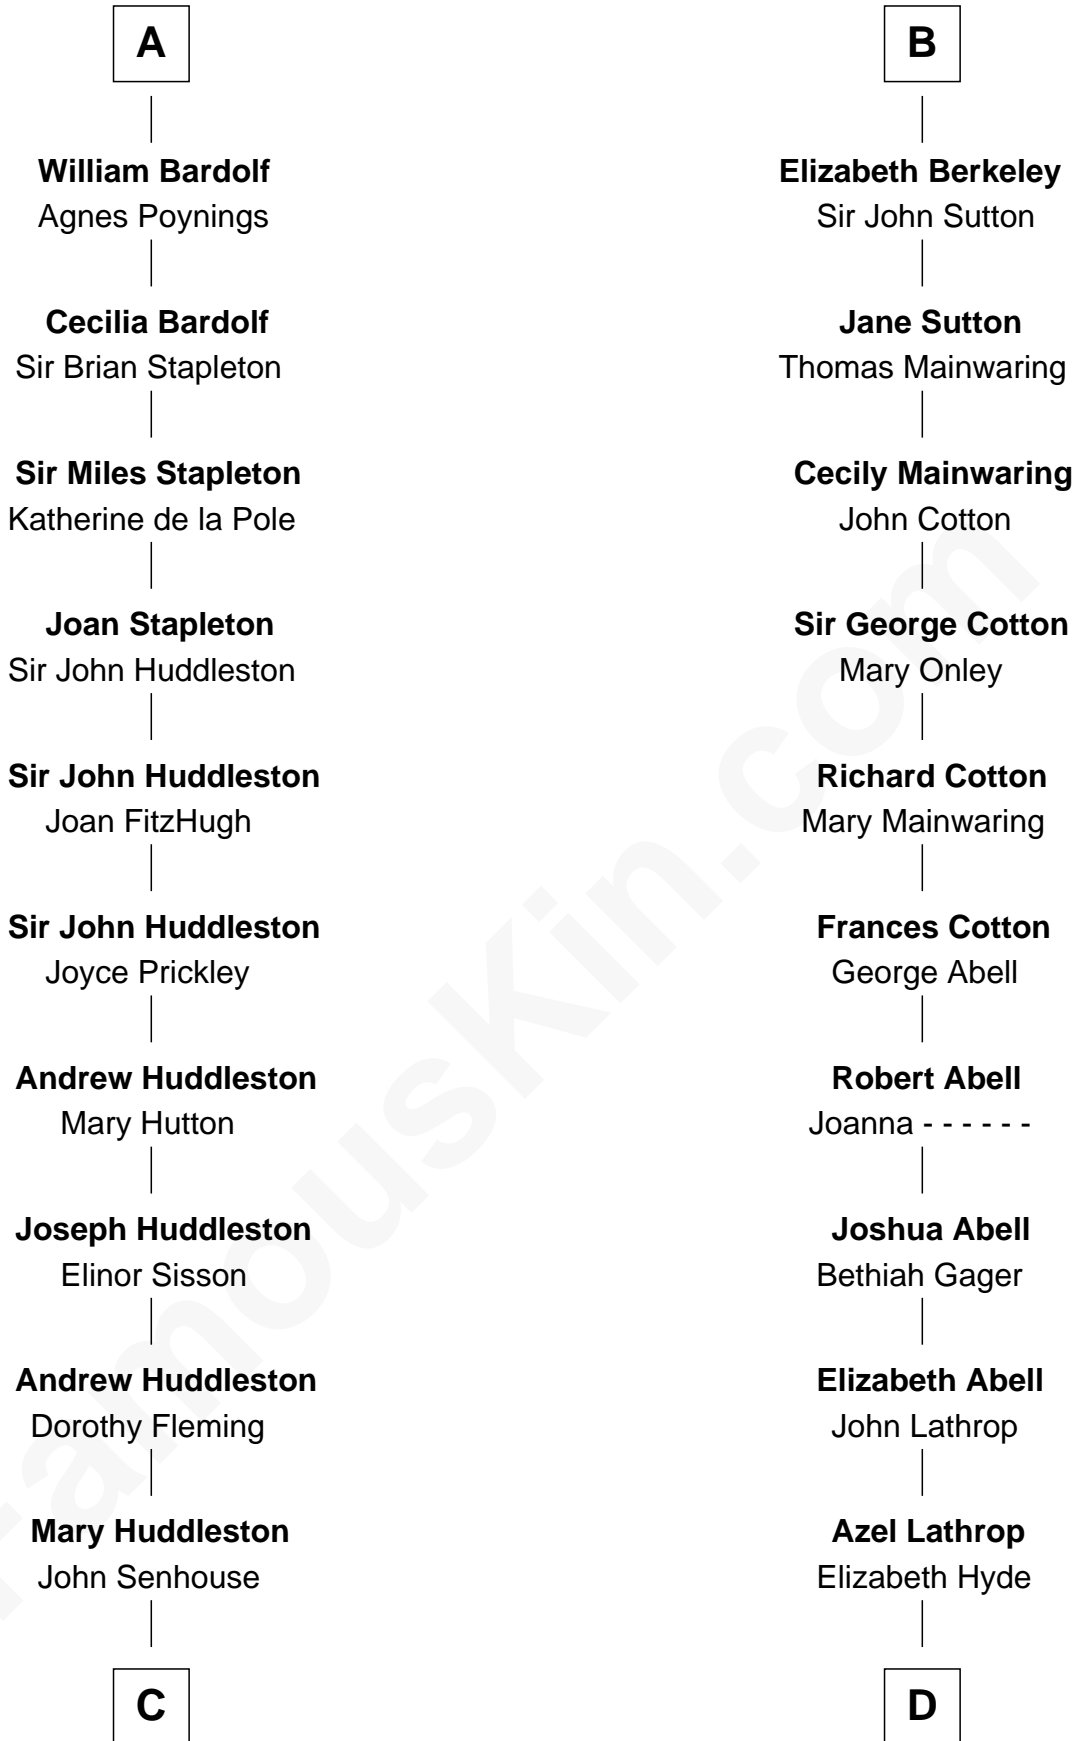 A
William Bardolf
Agnes Poynings
Cecilia Bardolf
Sir Brian Stapleton
Sir Miles Stapleton
Katherine de la Pole
Joan Stapleton
Sir John Huddleston
Sir John Huddleston
Joan FitzHugh
Sir John Huddleston
Joyce Prickley
Andrew Huddleston
Mary Hutton
Joseph Huddleston
Elinor Sisson
Andrew Huddleston
Dorothy Fleming
Mary Huddleston
John Senhouse
C
B
Elizabeth Berkeley
Sir John Sutton
Jane Sutton
Thomas Mainwaring
Cecily Mainwaring
John Cotton
Sir George Cotton
Mary Onley
Richard Cotton
Mary Mainwaring
Frances Cotton
George Abell
Robert Abell
Joanna - - - - - -
Joshua Abell
Bethiah Gager
Elizabeth Abell
John Lathrop
Azel Lathrop
Elizabeth Hyde
D
FamousKin.com